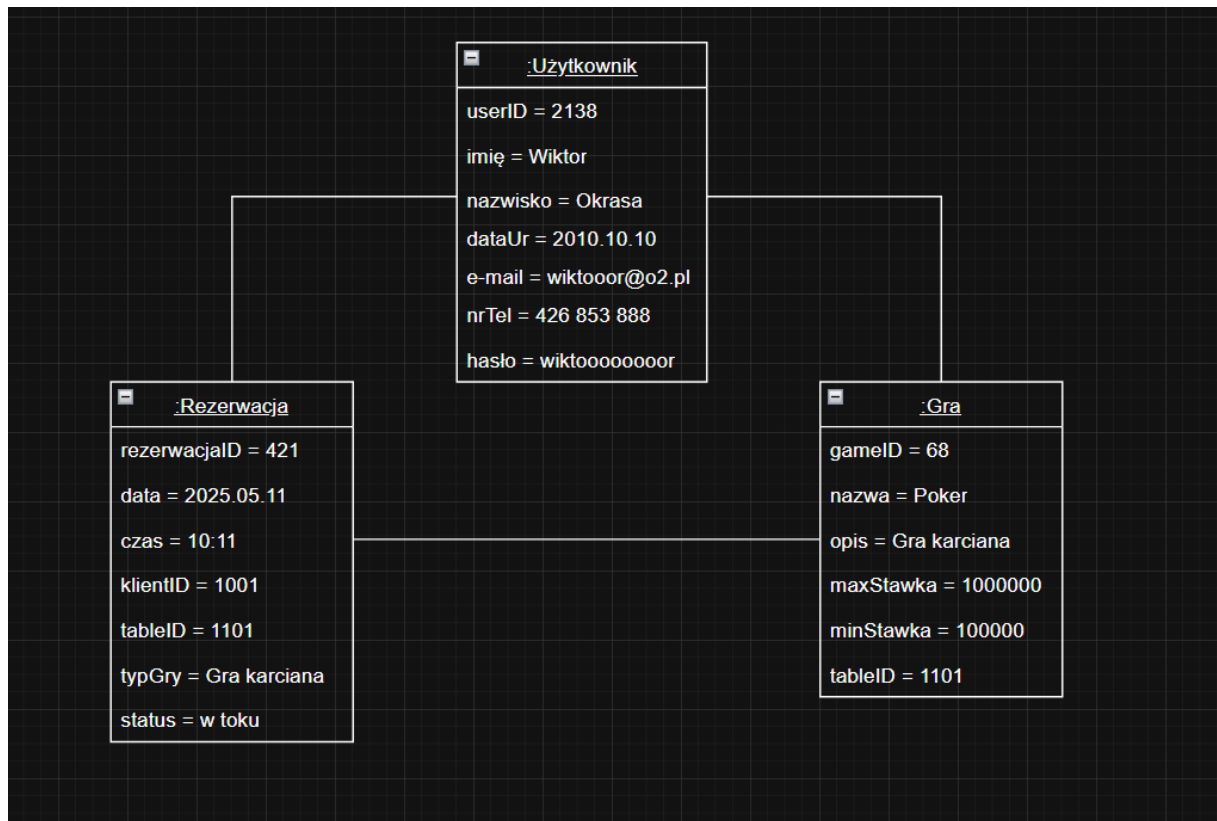 :Użytkownik
userID = 2138
imię = Wiktor
nazwisko = Okrasa
dataUr = 2010.10.10
e-mail = wiktooor@o2.pl
nrTel = 426 853 888
hasło = wiktoooooooor
:Rezerwacja
rezerwacjaID = 421
data = 2025.05.11
czas = 10:11
klientID = 1001
tableID = 1101
typGry = Gra karciana
status = w toku
:Gra
gameID = 68
nazwa = Poker
opis = Gra karciana
maxStawka = 1000000
minStawka = 100000
tableID = 1101